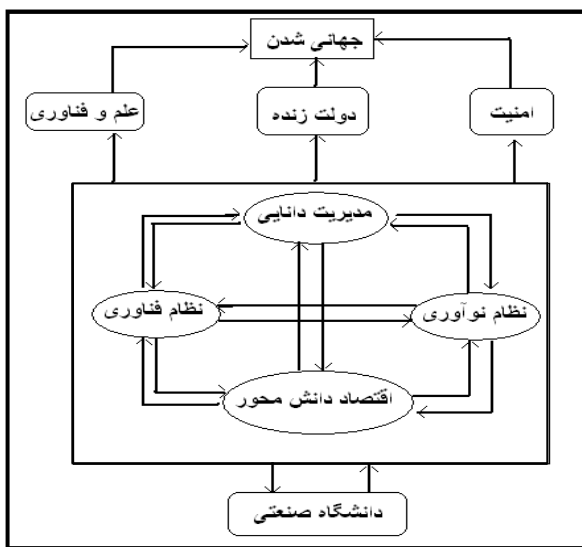 جهانی شدن
امنیت
دولت زنده
علم و فناوری
مدیریت دانایی
نظام نوآوری
نظام فناوری
اقتصاد دانش محور
دانشگاه صنعتی